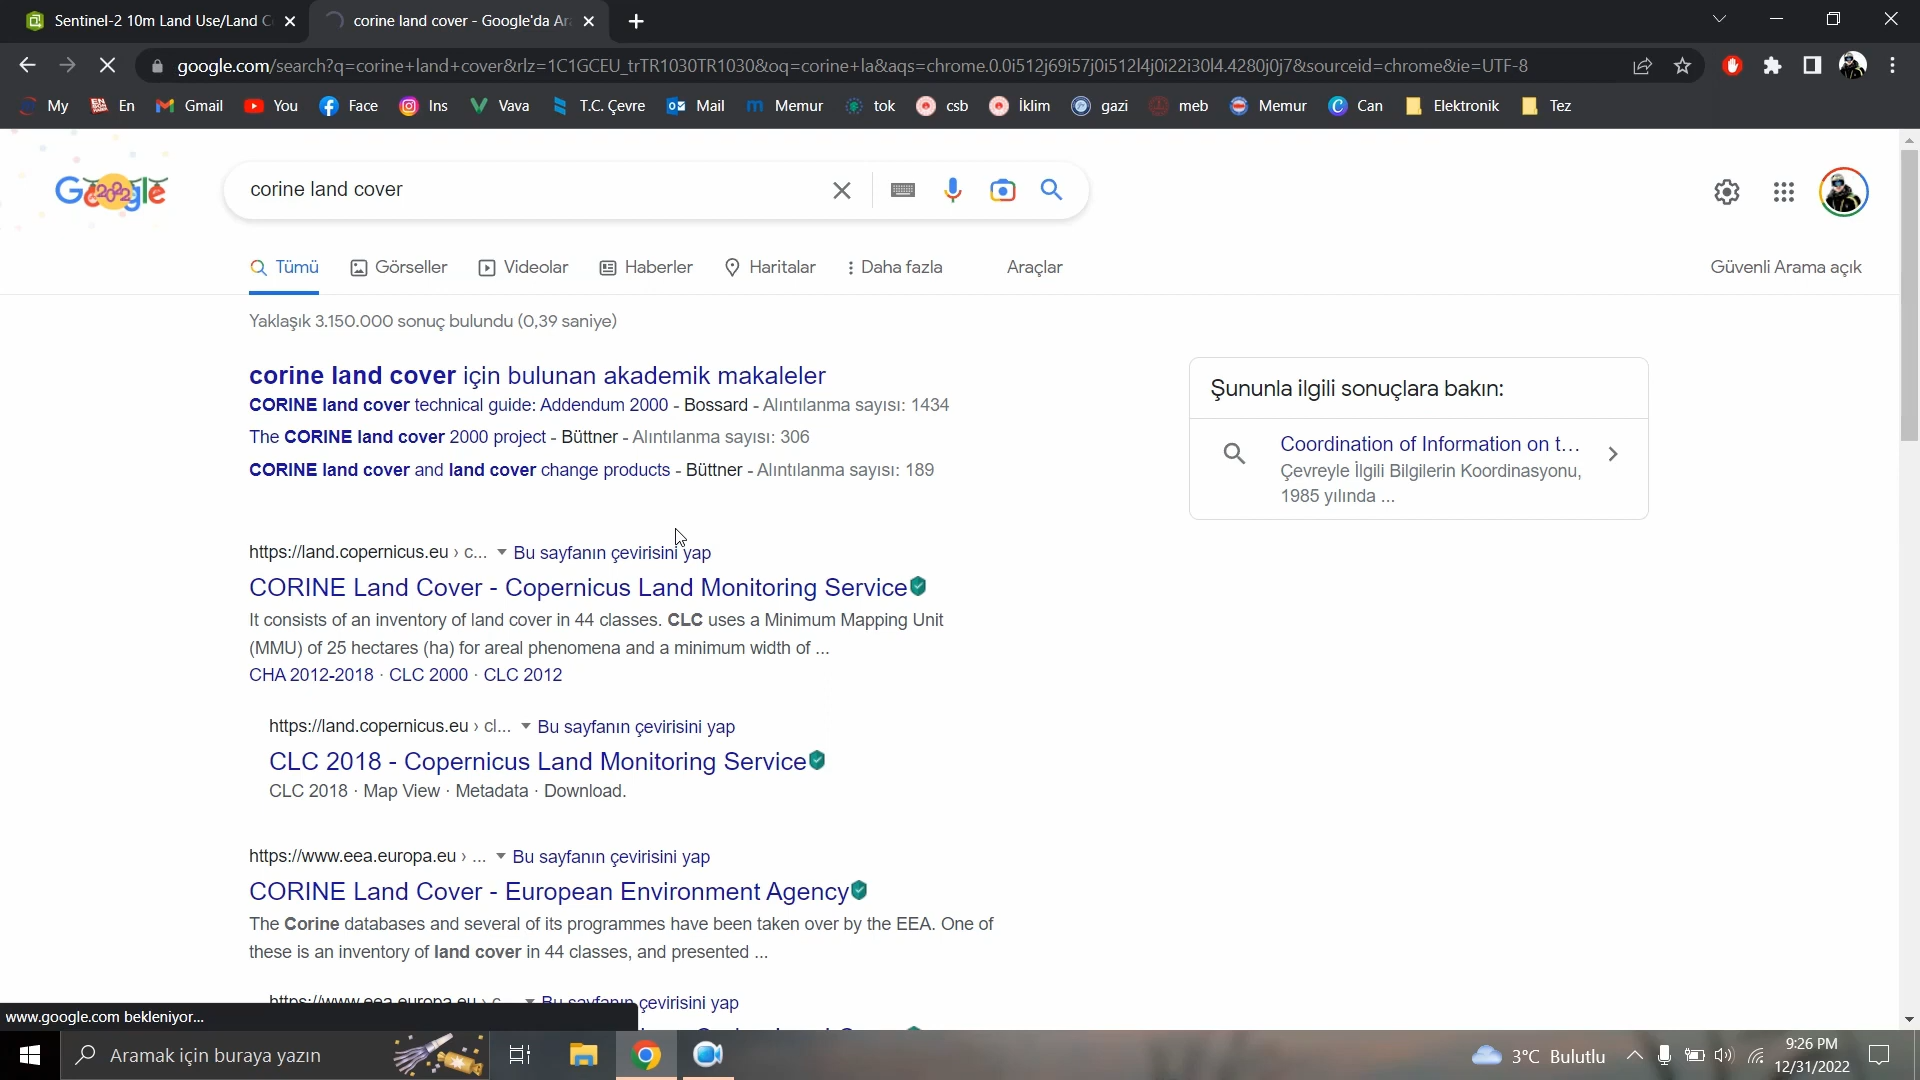 Sentinel-2 10m Land Use/Land C
corine land cover - Google'da Ar
google.com/search?q=corine+land+cover&rlz=1C1GCEU_trTR1030TR1030&oq=corine+la&aqs=chrome.0.0i512j69i57j0i512l4j0i22i30l4.4280j0j7&sourceid=chrome&ie=UTF-8
My En Gmail You Face Ins Vava T.C. Çevre Mail Memur tok csb İklim gazi meb Memur Can Elektronik Tez
Google 2022
corine land cover
Tümü Görseller Videolar Haberler Haritalar Daha fazla Araçlar Güvenli Arama açık
Yaklaşık 3.150.000 sonuç bulundu (0,39 saniye)
corine land cover için bulunan akademik makaleler
CORINE land cover technical guide: Addendum 2000 - Bossard - Alıntılanma sayısı: 1434
The CORINE land cover 2000 project - Büttner - Alıntılanma sayısı: 306
CORINE land cover and land cover change products - Büttner - Alıntılanma sayısı: 189
Şununla ilgili sonuçlara bakın:
Coordination of Information on t...
Çevreyle İlgili Bilgilerin Koordinasyonu,
1985 yılında ...
https://land.copernicus.eu › c... Bu sayfanın çevirisini yap
CORINE Land Cover - Copernicus Land Monitoring Service
It consists of an inventory of land cover in 44 classes. CLC uses a Minimum Mapping Unit
(MMU) of 25 hectares (ha) for areal phenomena and a minimum width of ...
CHA 2012-2018 · CLC 2000 · CLC 2012
https://land.copernicus.eu › cl... Bu sayfanın çevirisini yap
CLC 2018 - Copernicus Land Monitoring Service
CLC 2018 · Map View · Metadata · Download.
https://www.eea.europa.eu › ... Bu sayfanın çevirisini yap
CORINE Land Cover - European Environment Agency
The Corine databases and several of its programmes have been taken over by the EEA. One of
these is an inventory of land cover in 44 classes, and presented ...
https://www.eea.europa.eu › c... Bu sayfanın çevirisini yap
www.google.com bekleniyor...
Aramak için buraya yazın
3°C Bulutlu
9:26 PM
12/31/2022